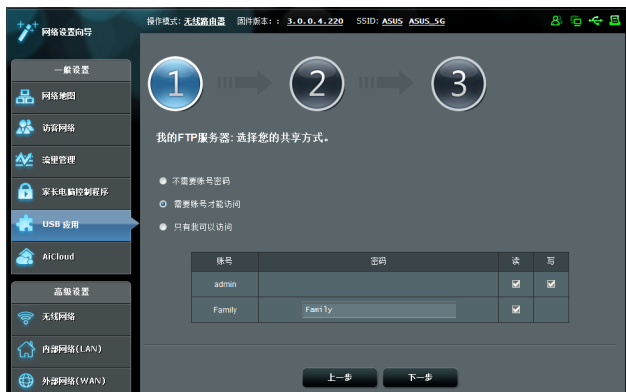 网络设置向导
操作模式: 无线路由器 固件版本: : 3.0.0.4.220 SSID: ASUS ASUS_5G
一般设置
网络地图
访客网络
流量管理
家长电脑控制程序
USB 应用
AiCloud
高级设置
无线网络
内部网络(LAN)
外部网络(WAN)
1 2 3
我的FTP服务器: 选择您的共享方式。
不需要账号密码
需要账号才能访问
只有我可以访问
账号 密码 读 写
admin
Family Family
上一步 下一步